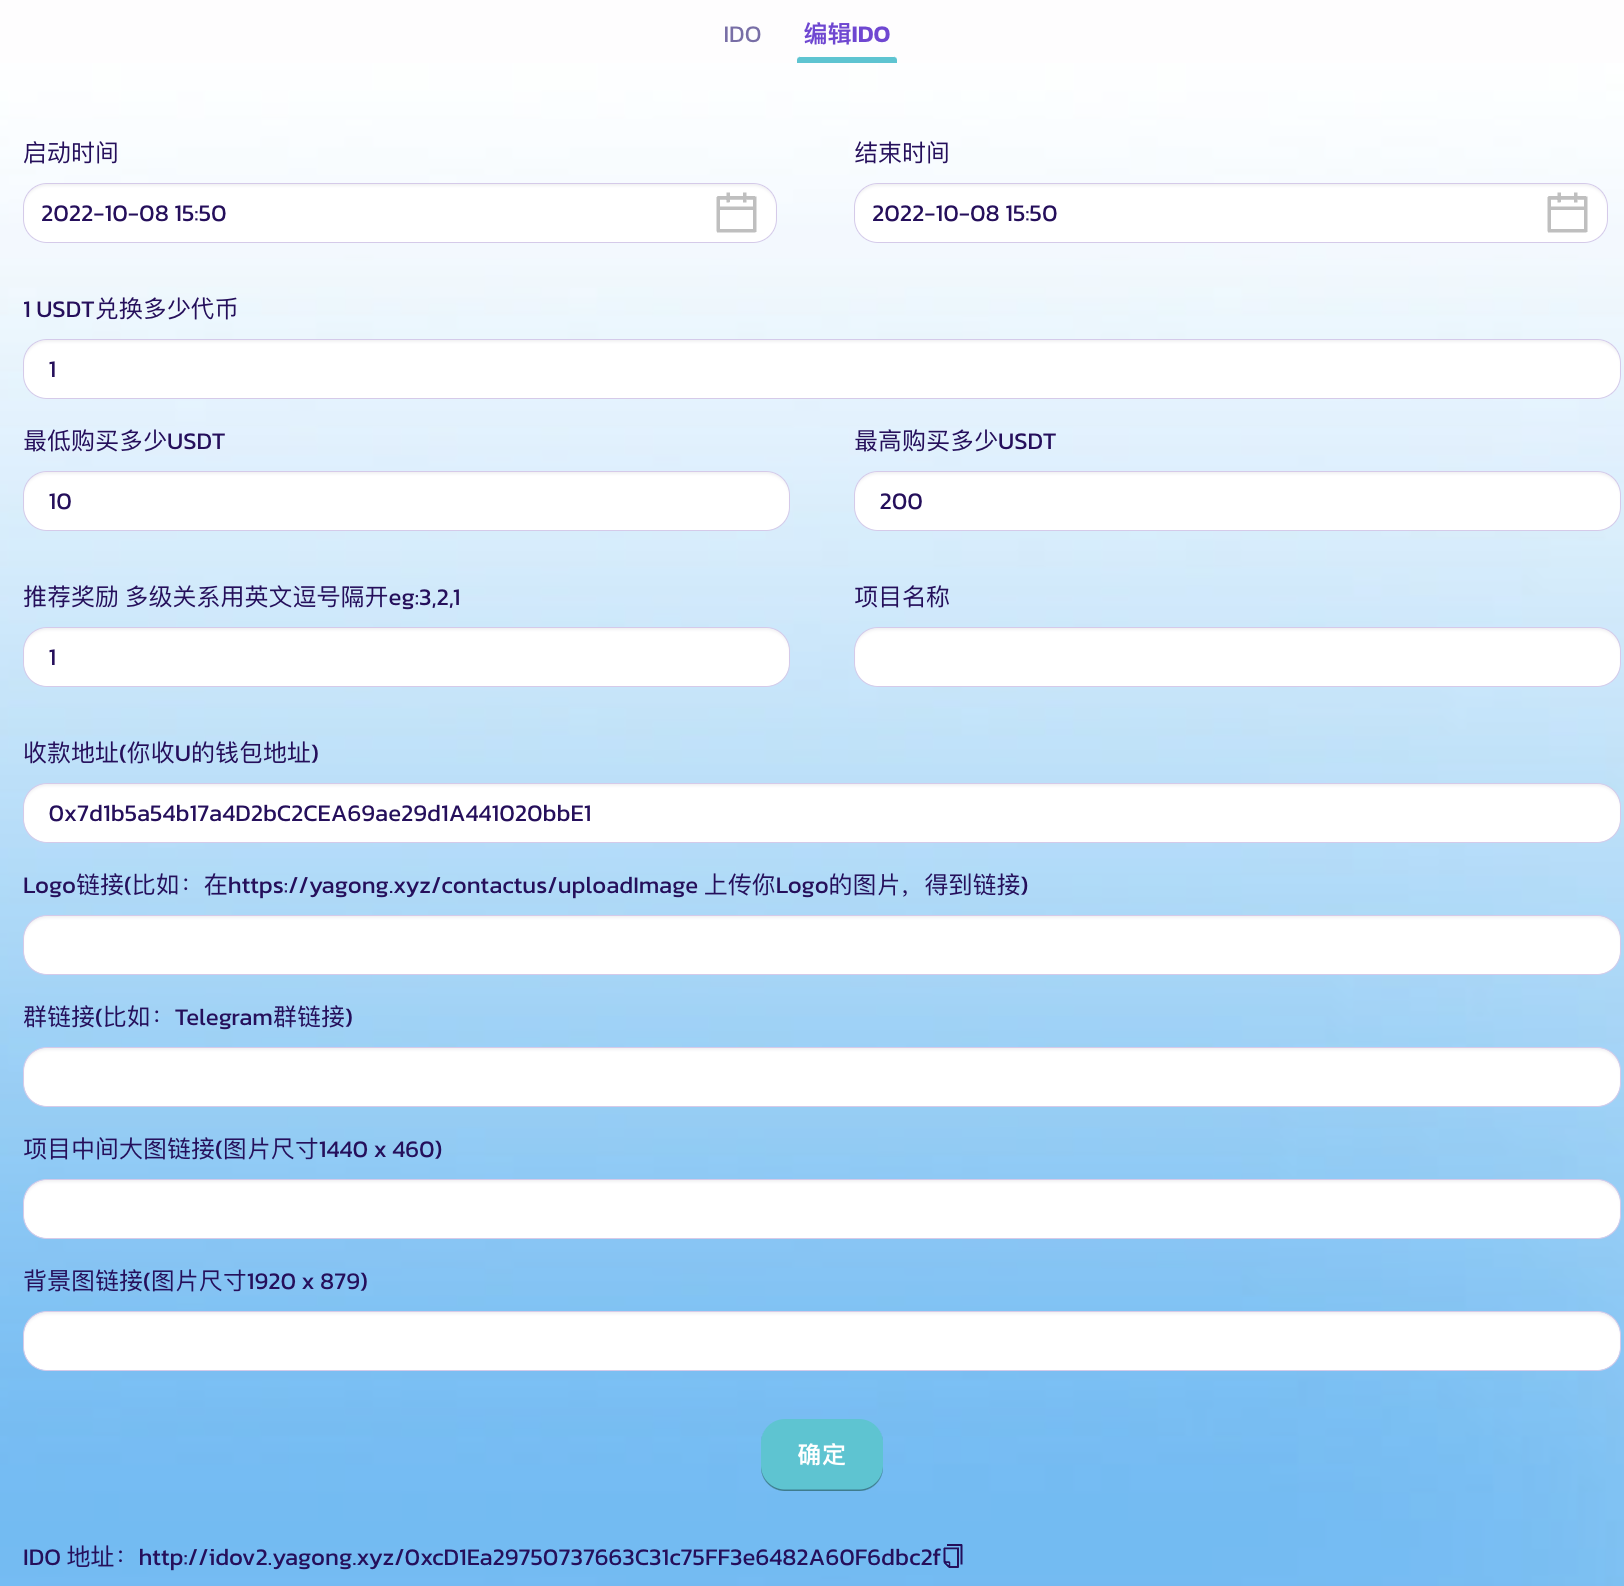 IDO 编辑IDO
启动时间 结束时间
2022-10-08 15:50 2022-10-08 15:50
1 USDT兑换多少代币
1
最低购买多少USDT 最高购买多少USDT
10 200
推荐奖励 多级关系用英文逗号隔开eg:3,2,1 项目名称
1
收款地址(你收U的钱包地址)
0x7d1b5a54b17a4D2bC2CEA69ae29d1A441020bbE1
Logo链接(比如：在https://yagong.xyz/contactus/uploadImage 上传你Logo的图片，得到链接)
群链接(比如：Telegram群链接)
项目中间大图链接(图片尺寸1440 x 460)
背景图链接(图片尺寸1920 x 879)
确定
IDO 地址：http://idov2.yagong.xyz/0xcD1Ea29750737663C31c75FF3e6482A60F6dbc2f